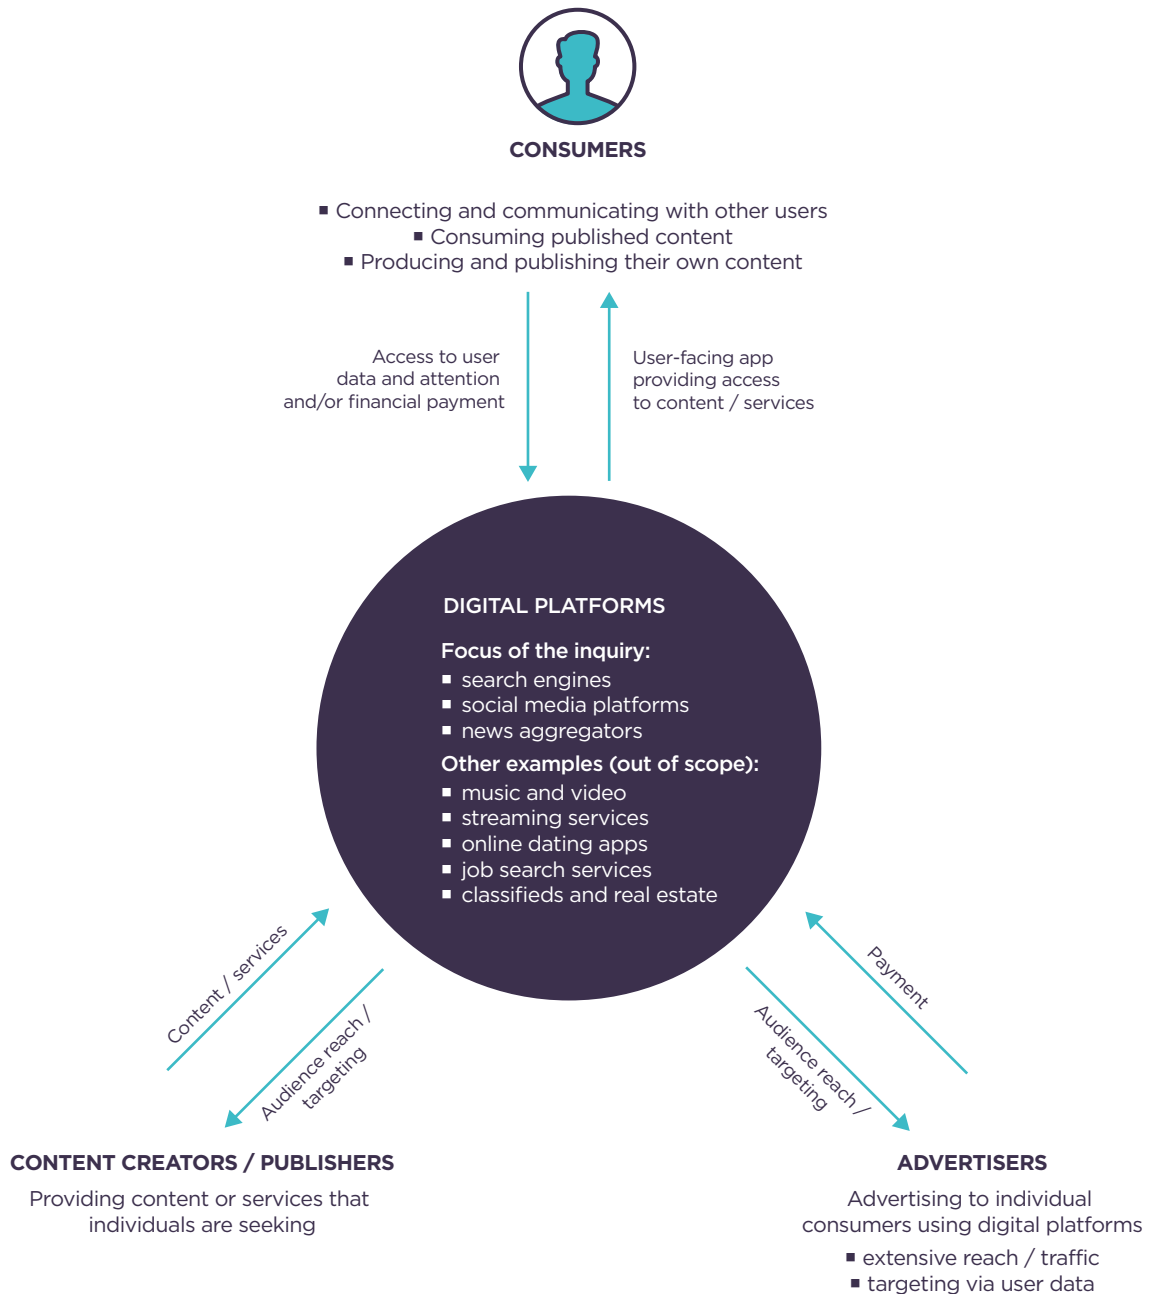 CONSUMERS
▪ Connecting and communicating with other users
▪ Consuming published content
▪ Producing and publishing their own content
Access to user
data and attention
and/or financial payment
User-facing app
providing access
to content / services
DIGITAL PLATFORMS
Focus of the inquiry:
▪ search engines
▪ social media platforms
▪ news aggregators
Other examples (out of scope):
▪ music and video
▪ streaming services
▪ online dating apps
▪ job search services
▪ classifieds and real estate
Content / services
Audience reach /
targeting
Audience reach /
targeting
Payment
CONTENT CREATORS / PUBLISHERS
Providing content or services that
individuals are seeking
ADVERTISERS
Advertising to individual
consumers using digital platforms
▪ extensive reach / traffic
▪ targeting via user data